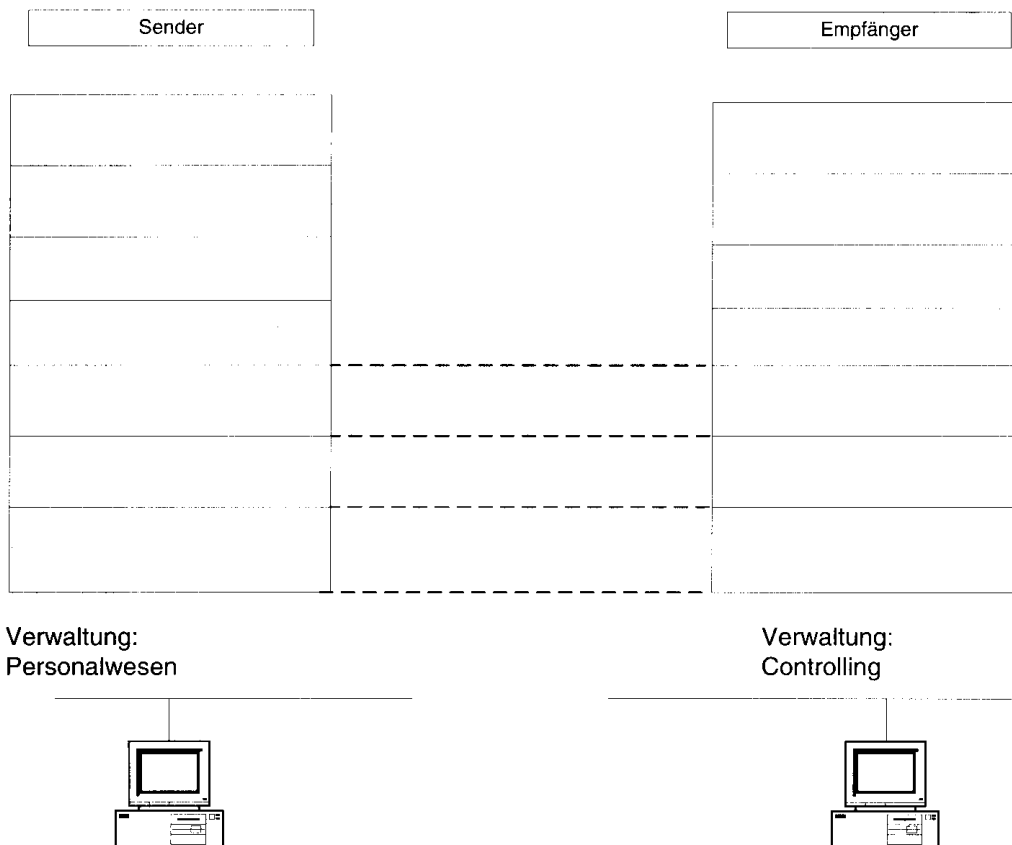 Sender
Empfänger
Verwaltung:
Personalwesen
Verwaltung:
Controlling